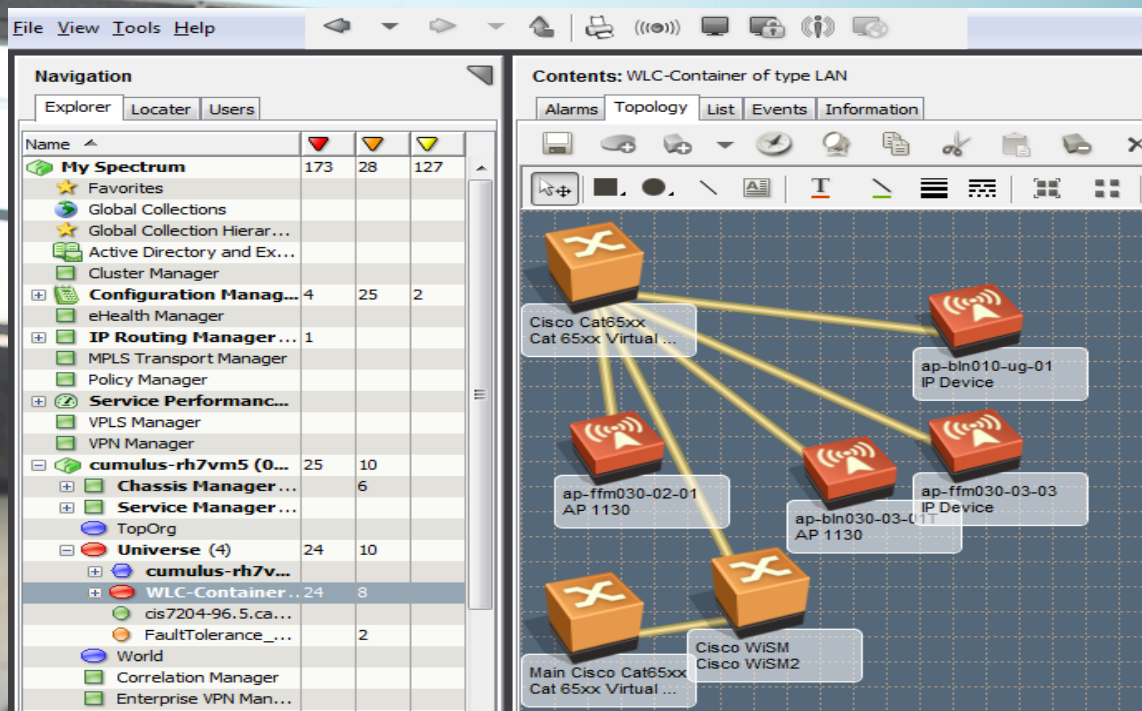 File View Tools Help
Navigation
Explorer Locater Users
Name
My Spectrum 173 28 127
Favorites
Global Collections
Global Collection Hierar...
Active Directory and Ex...
Cluster Manager
Configuration Manag... 4 25 2
eHealth Manager
IP Routing Manager... 1
MPLS Transport Manager
Policy Manager
Service Performanc...
VPLS Manager
VPN Manager
cumulus-rh7vm5 (0... 25 10
Chassis Manager... 6
Service Manager...
TopOrg
Universe (4) 24 10
cumulus-rh7v...
WLC-Container... 24 8
cis7204-96.5.ca...
FaultTolerance_... 2
World
Correlation Manager
Enterprise VPN Man...
Contents: WLC-Container of type LAN
Alarms Topology List Events Information
A
T
Cisco Cat65xx
Cat 65xx Virtual ...
ap-bln010-ug-01
IP Device
ap-ffm030-02-01
AP 1130
ap-bln030-03-01T
AP 1130
ap-ffm030-03-03
IP Device
Cisco WiSM
Cisco WiSM2
Main Cisco Cat65xx
Cat 65xx Virtual ...